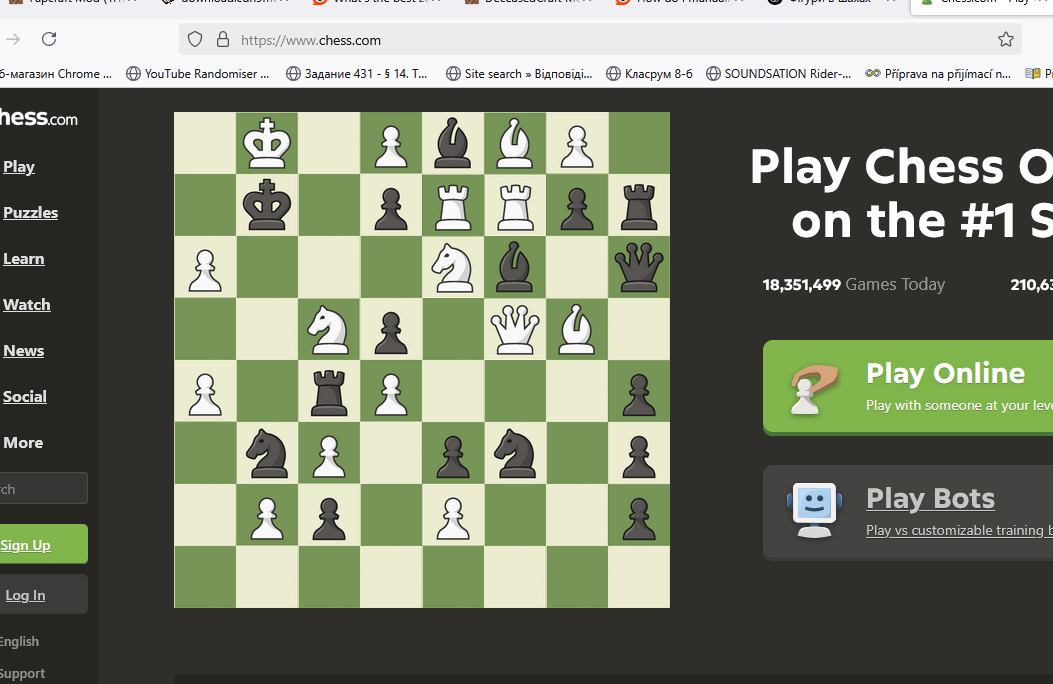 https://www.chess.com
б-магазин Chrome ... YouTube Randomiser ... Задание 431 - § 14. Т... Site search » Відповіді... Класрум 8-б SOUNDSATION Rider-... Příprava na přijímací n...
hess.com
Play
Puzzles
Learn
Watch
News
Social
More
rch
Sign Up
Log In
English
Support
Play Chess O
on the #1 S
18,351,499 Games Today 210,63
Play Online
Play with someone at your leve
Play Bots
Play vs customizable training b